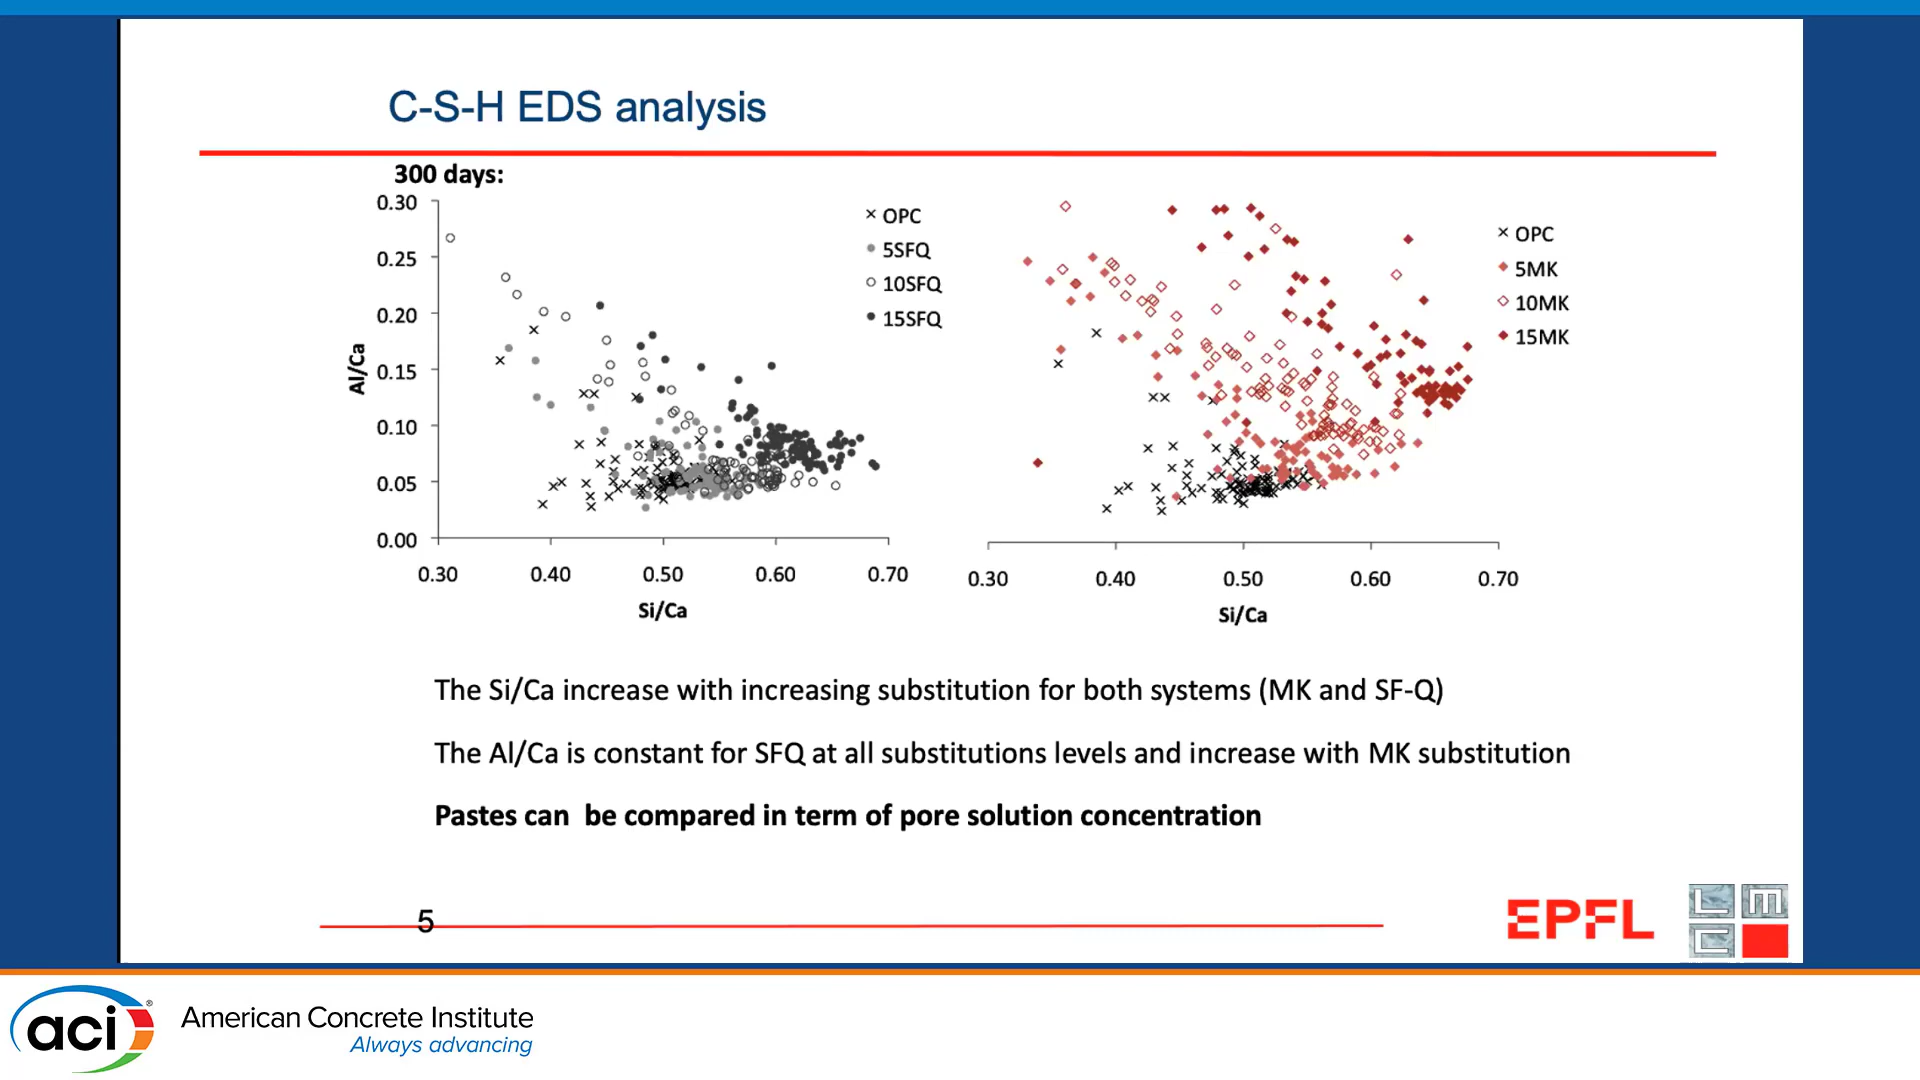 C-S-H EDS analysis
300 days:
0.30
0.25
0.20
0.15
0.10
0.05
0.00
Al/Ca
0.30 0.40 0.50 0.60 0.70
Si/Ca
× OPC
5SFQ
10SFQ
15SFQ
× OPC
5MK
10MK
15MK
0.30 0.40 0.50 0.60 0.70
Si/Ca
The Si/Ca increase with increasing substitution for both systems (MK and SF-Q)
The Al/Ca is constant for SFQ at all substitutions levels and increase with MK substitution
Pastes can be compared in term of pore solution concentration
5
EPFL
L M
C
aci®
American Concrete Institute
Always advancing